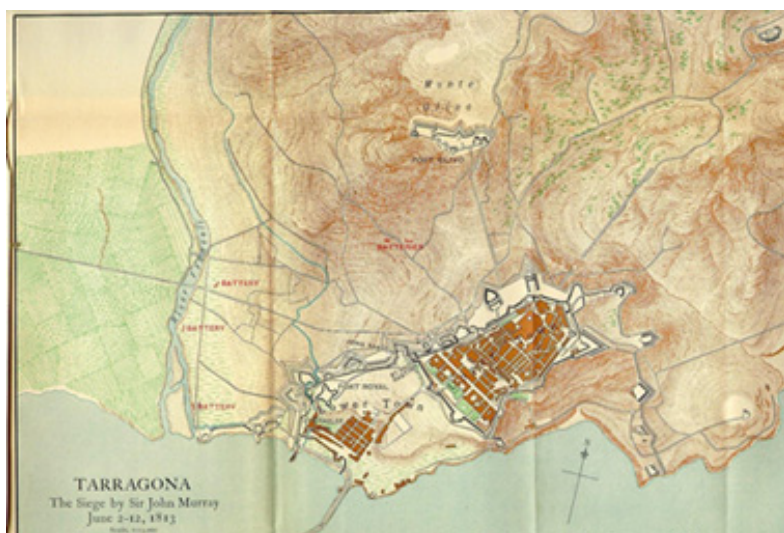 Monte
Olivo
FORT OLIVO
BATTERIES
BATTERY
BATTERY
BATTERY
FORT ROYAL
Lower Town
TARRAGONA
The Siege by Sir John Murray
June 2-12, 1813